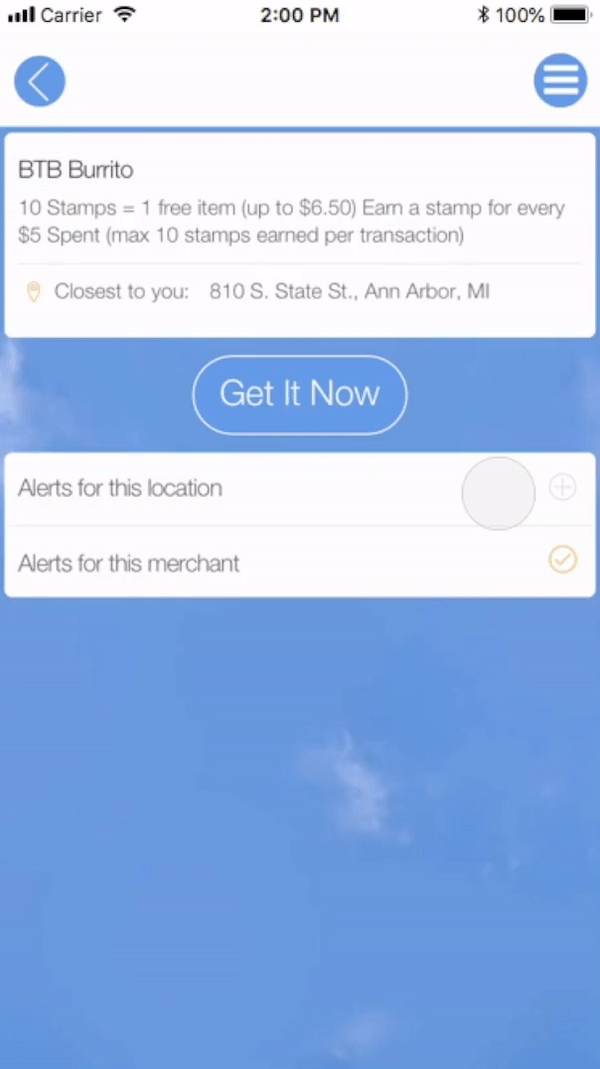 Carrier 2:00 PM 100%
BTB Burrito
10 Stamps = 1 free item (up to $6.50) Earn a stamp for every
$5 Spent (max 10 stamps earned per transaction)
Closest to you: 810 S. State St., Ann Arbor, MI
Get It Now
Alerts for this location
Alerts for this merchant